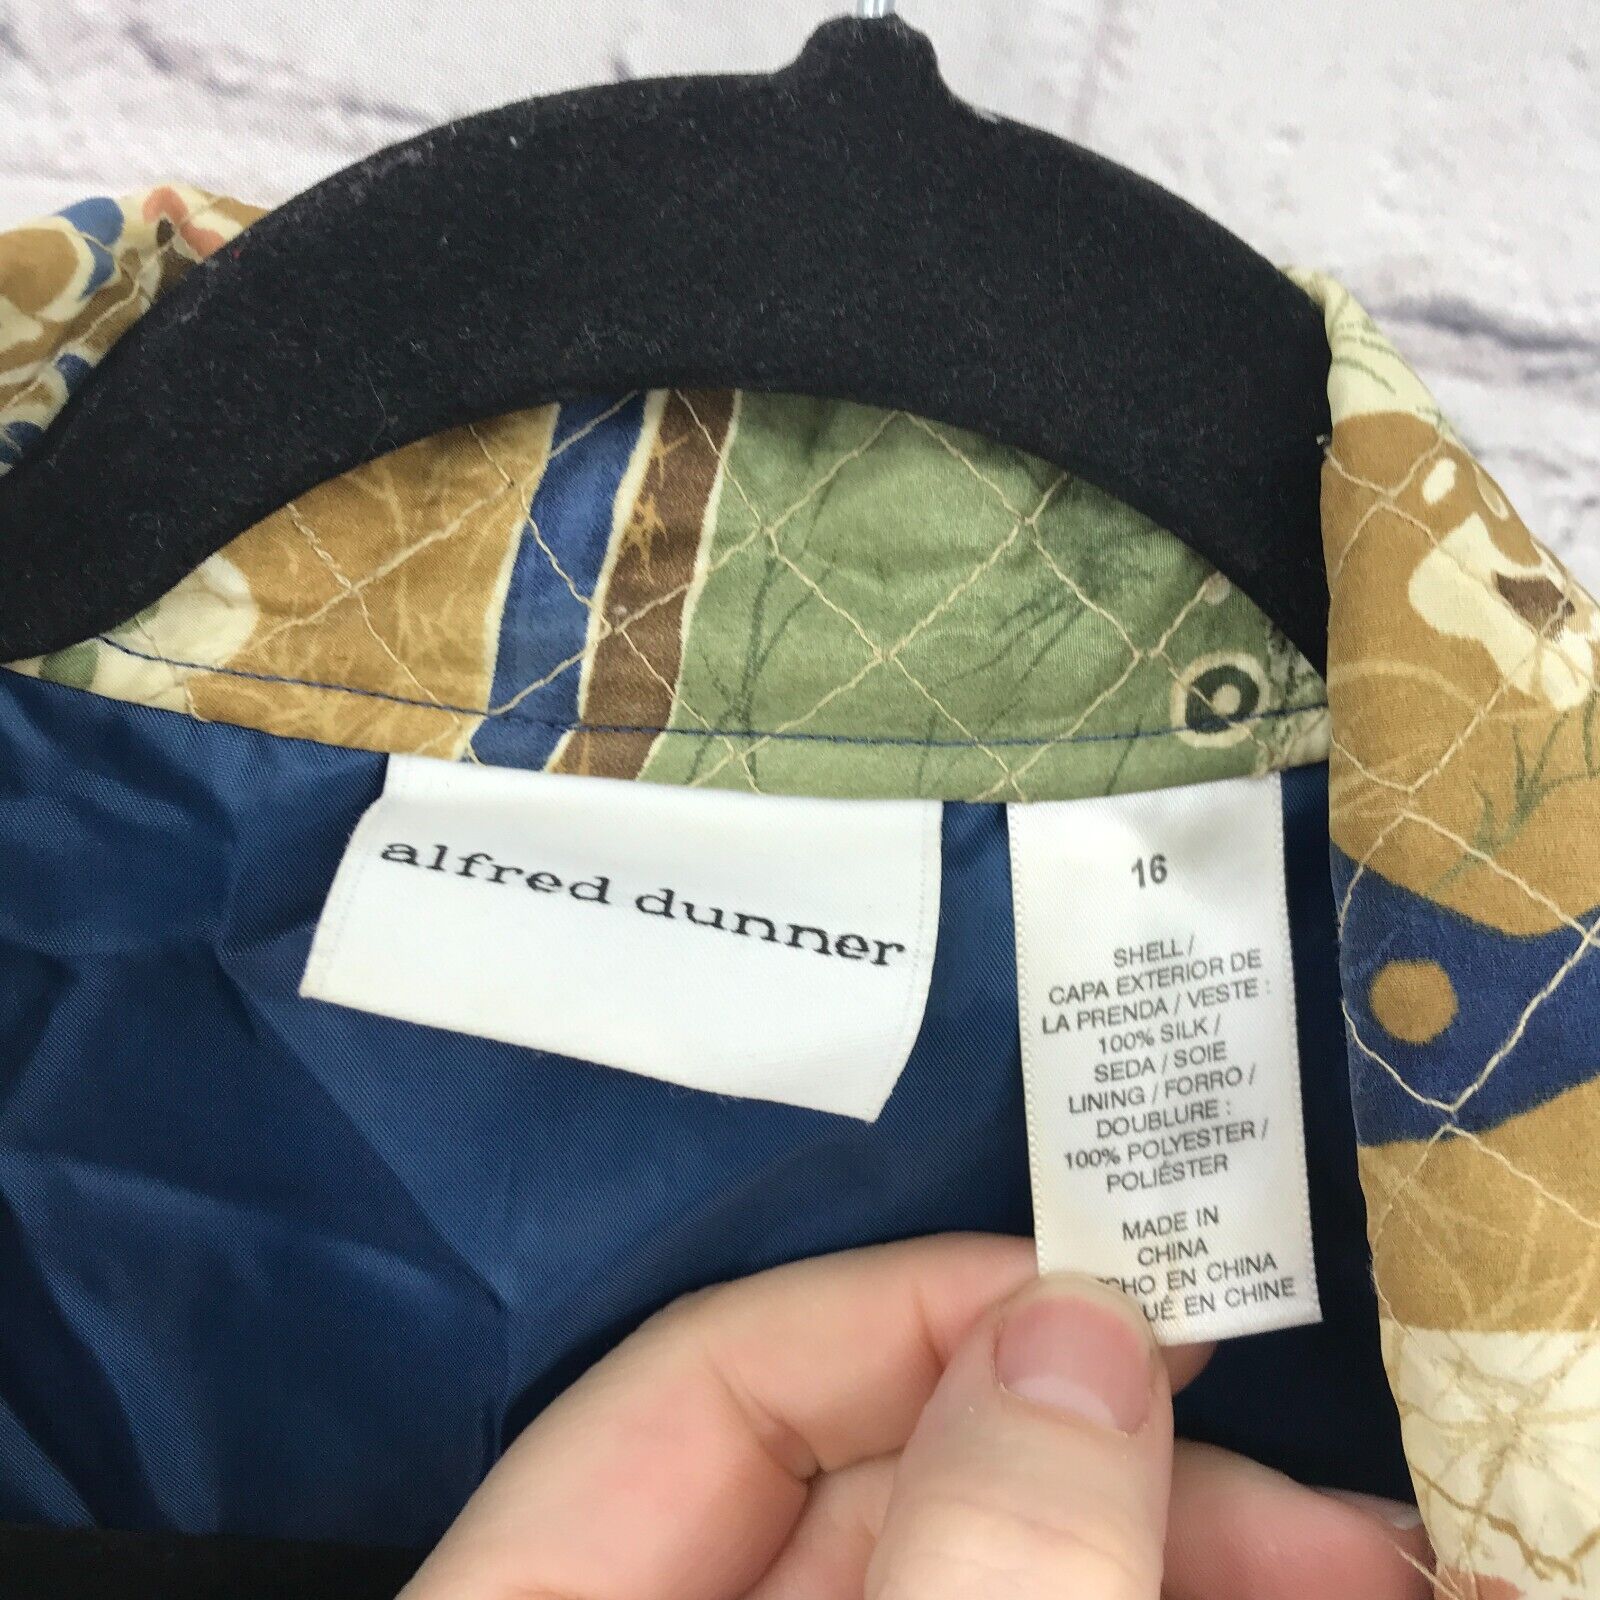 alfred dunner
16
SHELL /
CAPA EXTERIOR DE
LA PRENDA / VESTE :
100% SILK /
SEDA / SOIE
LINING / FORRO /
DOUBLURE :
100% POLYESTER /
POLIÉSTER
MADE IN
CHINA
EN CHINA
EN CHINE